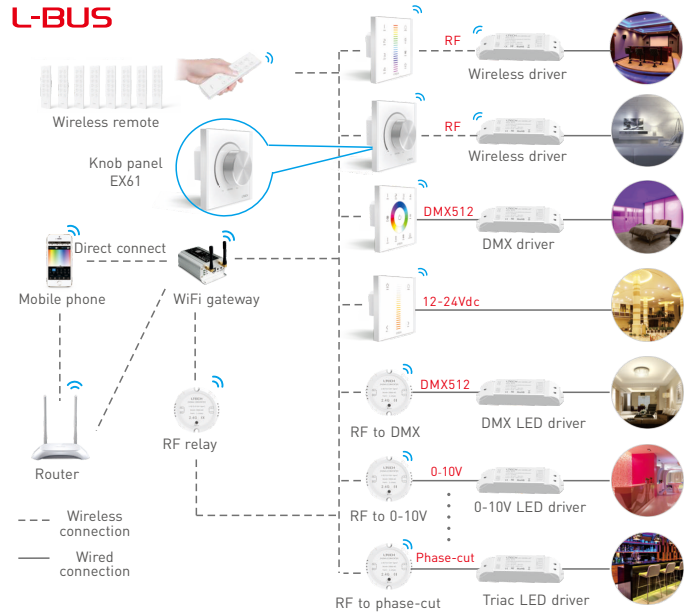 L-BUS
RF
Wireless driver
Wireless remote
Knob panel
EX61
RF
Wireless driver
DMX512
DMX driver
Direct connect
Mobile phone
WiFi gateway
12-24Vdc
DMX512
RF to DMX
DMX LED driver
RF relay
Router
0-10V
RF to 0-10V
0-10V LED driver
Wireless
connection
Wired
connection
Phase-cut
RF to phase-cut
Triac LED driver